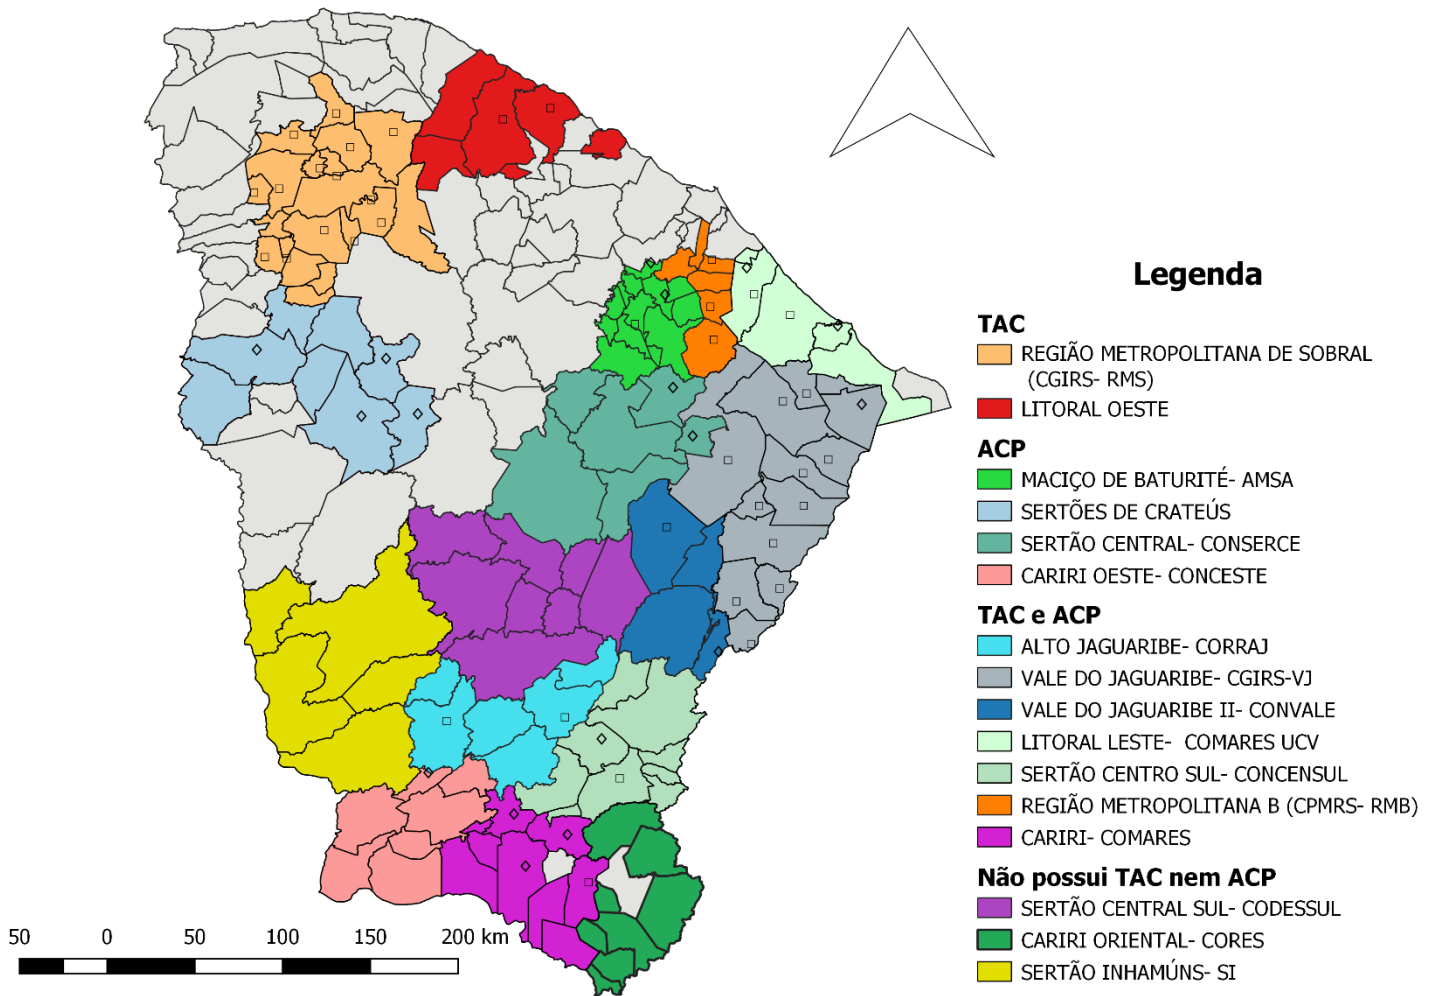 Legenda
TAC
REGIÃO METROPOLITANA DE SOBRAL
(CGIRS- RMS)
LITORAL OESTE
ACP
MACIÇO DE BATURITÉ- AMSA
SERTÕES DE CRATEÚS
SERTÃO CENTRAL- CONSERCE
CARIRI OESTE- CONCESTE
TAC e ACP
ALTO JAGUARIBE- CORRAJ
VALE DO JAGUARIBE- CGIRS-VJ
VALE DO JAGUARIBE II- CONVALE
LITORAL LESTE- COMARES UCV
SERTÃO CENTRO SUL- CONCENSUL
REGIÃO METROPOLITANA B (CPMRS- RMB)
CARIRI- COMARES
Não possui TAC nem ACP
SERTÃO CENTRAL SUL- CODESSUL
CARIRI ORIENTAL- CORES
SERTÃO INHAMÚNS- SI
50 0 50 100 150 200 km